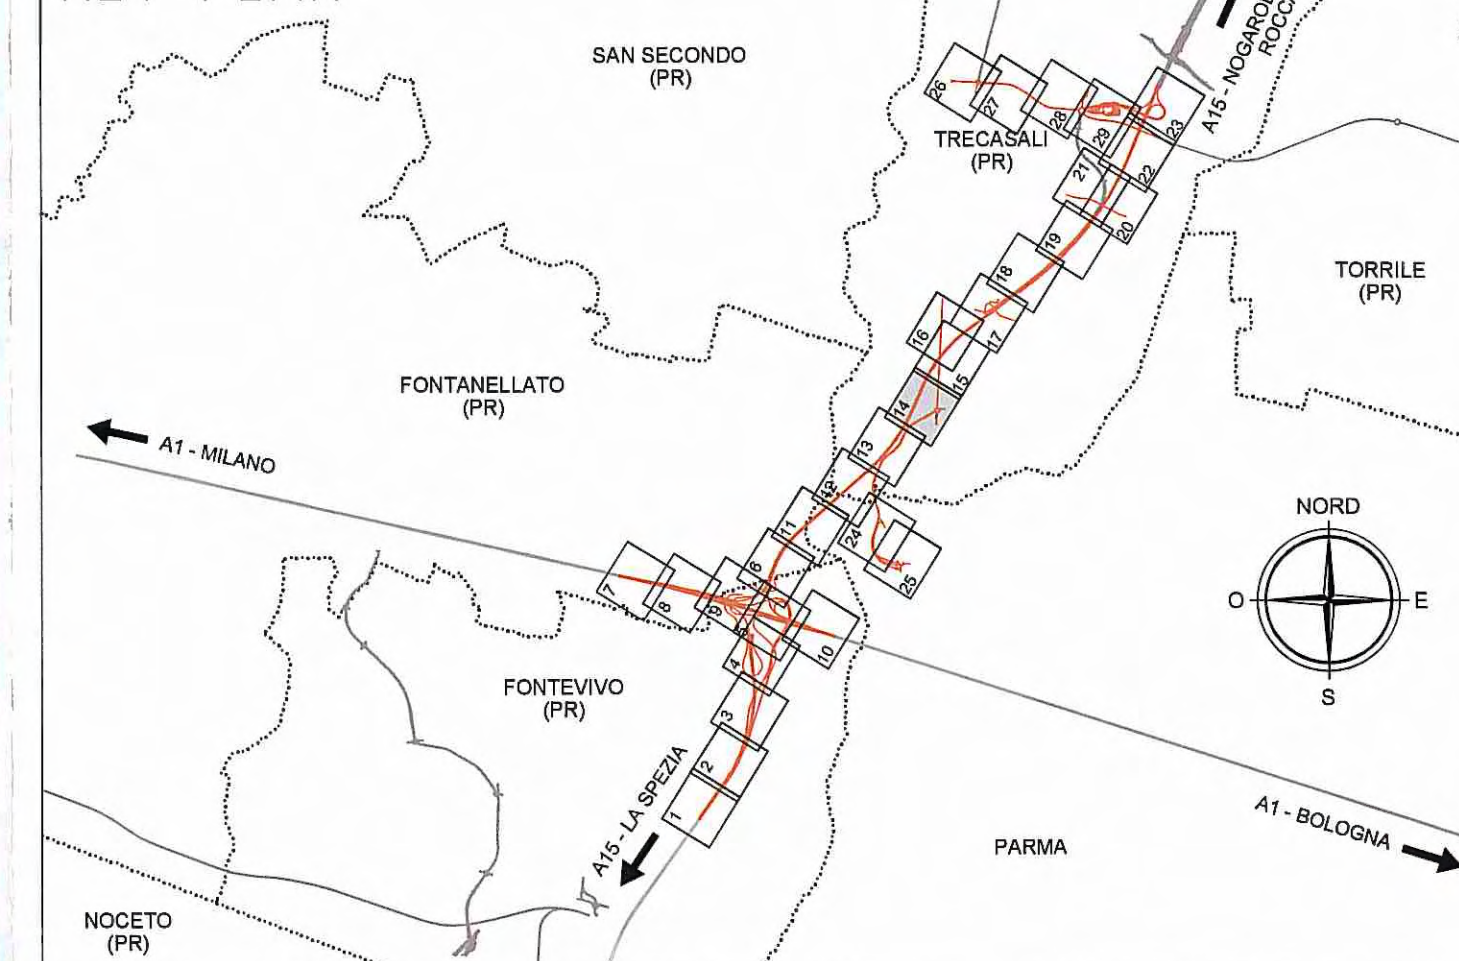 SAN SECONDO
(PR)
A15 - NOGAROL
ROCCA
26
27
28
29
23
TRECASALI
(PR)
22
21
20
19
18
17
16
15
14
13
12
11
TORRILE
(PR)
FONTANELLATO
(PR)
A1 - MILANO
NORD
O
E
S
24
25
6
7
8
9
5
10
4
3
2
1
FONTEVIVO
(PR)
A15 - LA SPEZIA
A1 - BOLOGNA
PARMA
NOCETO
(PR)